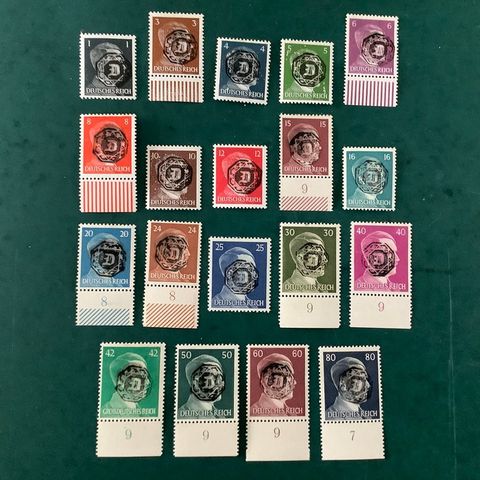 1
DEUTSCHES REICH
3 3
DEUTSCHES REICH
4 4
DEUTSCHES REICH
5 5
DEUTSCHES REICH
6 6
DEUTSCHES REICH
8 8
DEUTSCHES REICH
10
DEUTSCHES REICH
12 12
DEUTSCHES REICH
15 15
DEUTSCHES REICH
9
16 16
DEUTSCHES REICH
20 20
DEUTSCHES REICH
8
24 24
DEUTSCHES REICH
8
25 25
DEUTSCHES REICH
30 30
DEUTSCHES REICH
9
40 40
DEUTSCHES REICH
9
42 42
GROSSDEUTSCHES REICH
9
50 50
DEUTSCHES REICH
9
60 60
DEUTSCHES REICH
9
80 80
DEUTSCHES REICH
7